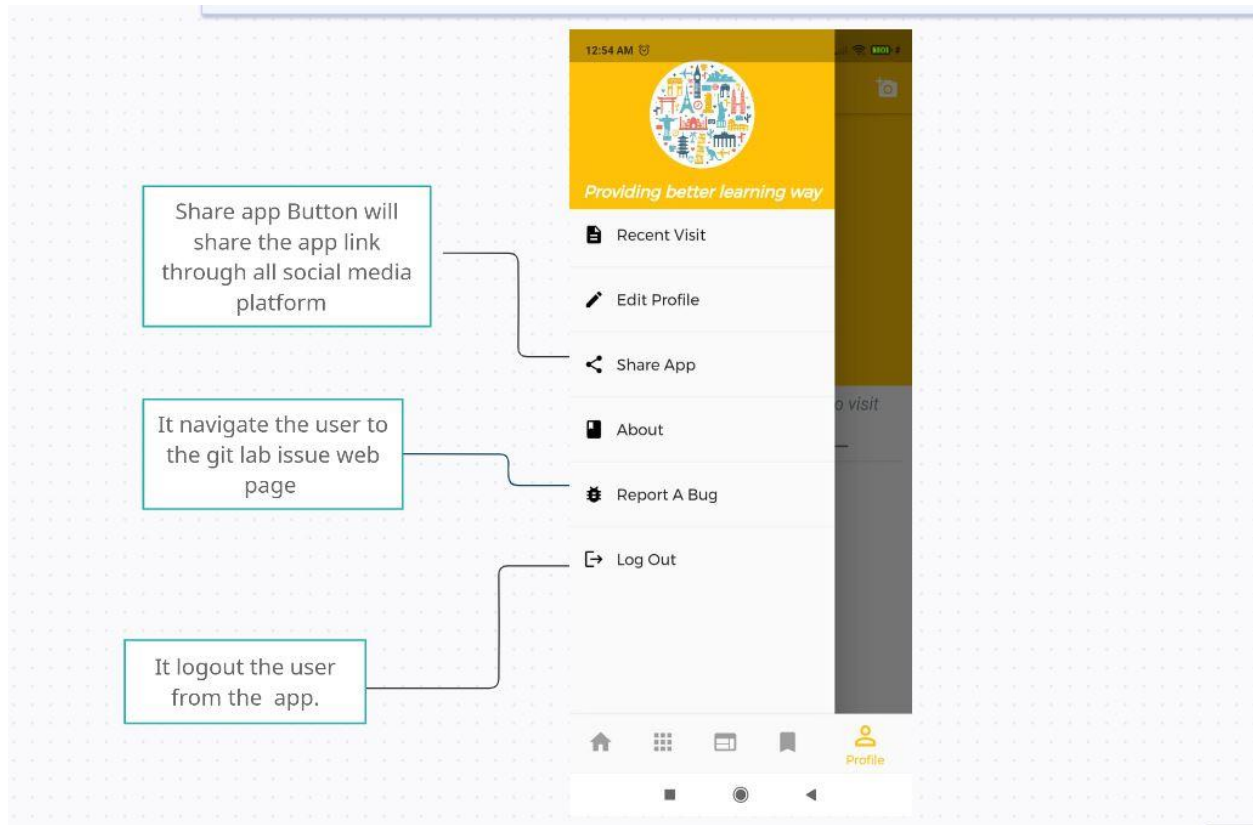 12:54 AM
Providing better learning way
Recent Visit
Edit Profile
Share App
About
Report A Bug
Log Out
o visit
Profile
Share app Button will
share the app link
through all social media
platform
It navigate the user to
the git lab issue web
page
It logout the user
from the app.